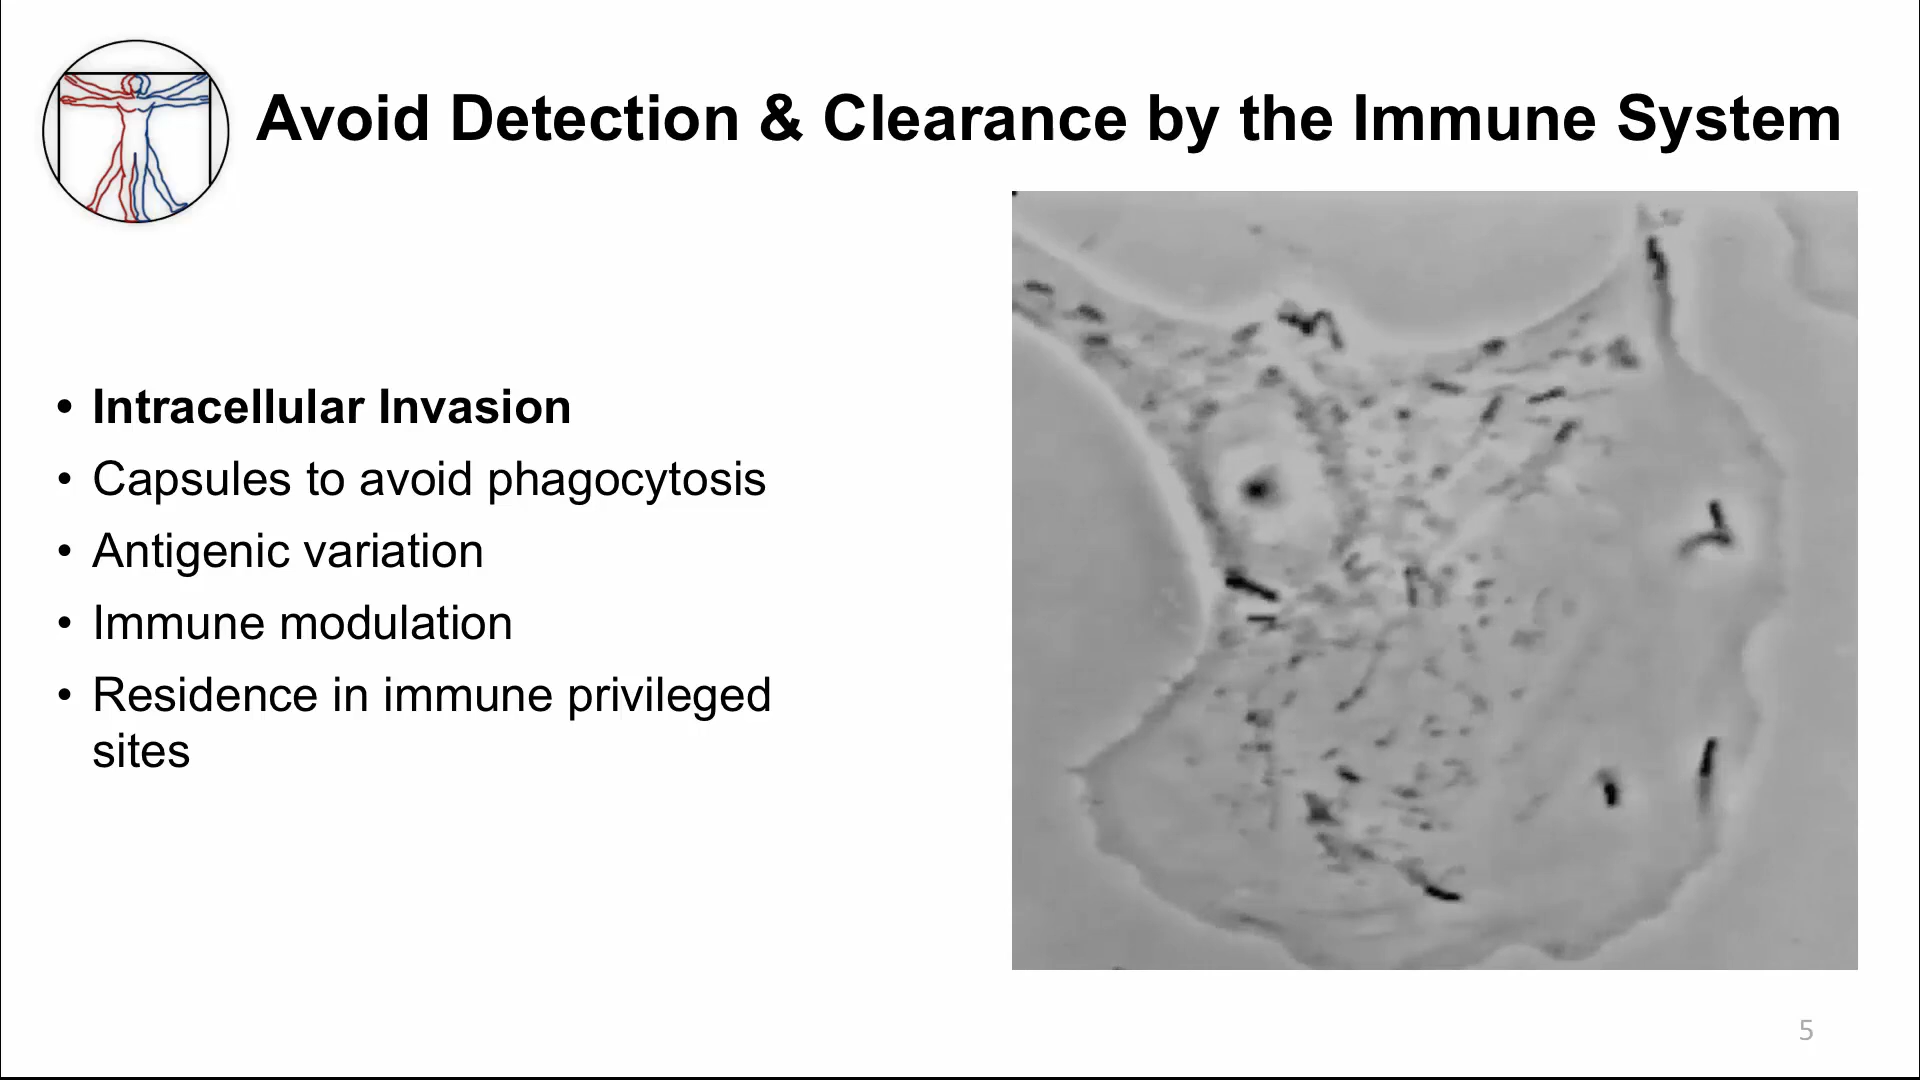 Avoid Detection & Clearance by the Immune System
• Intracellular Invasion
• Capsules to avoid phagocytosis
• Antigenic variation
• Immune modulation
• Residence in immune privileged
sites
5